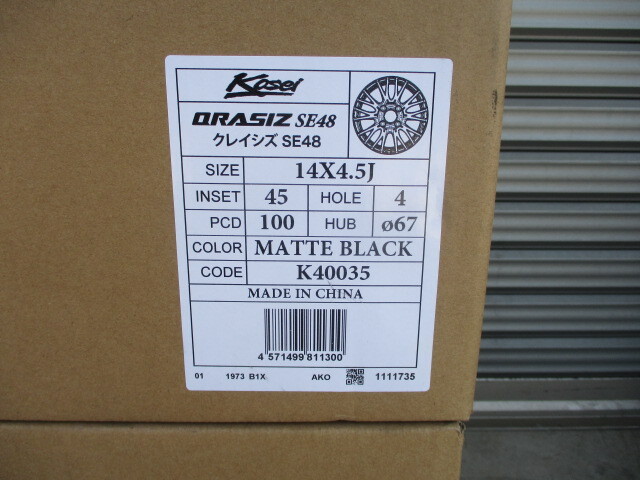 Kosei
QRASIZ SE48
クレイシズ SE48
SIZE 14X4.5J
INSET 45 HOLE 4
PCD 100 HUB ø67
COLOR MATTE BLACK
CODE K40035
MADE IN CHINA
4 571499 811300
01 1973 B1X AKO 1111735